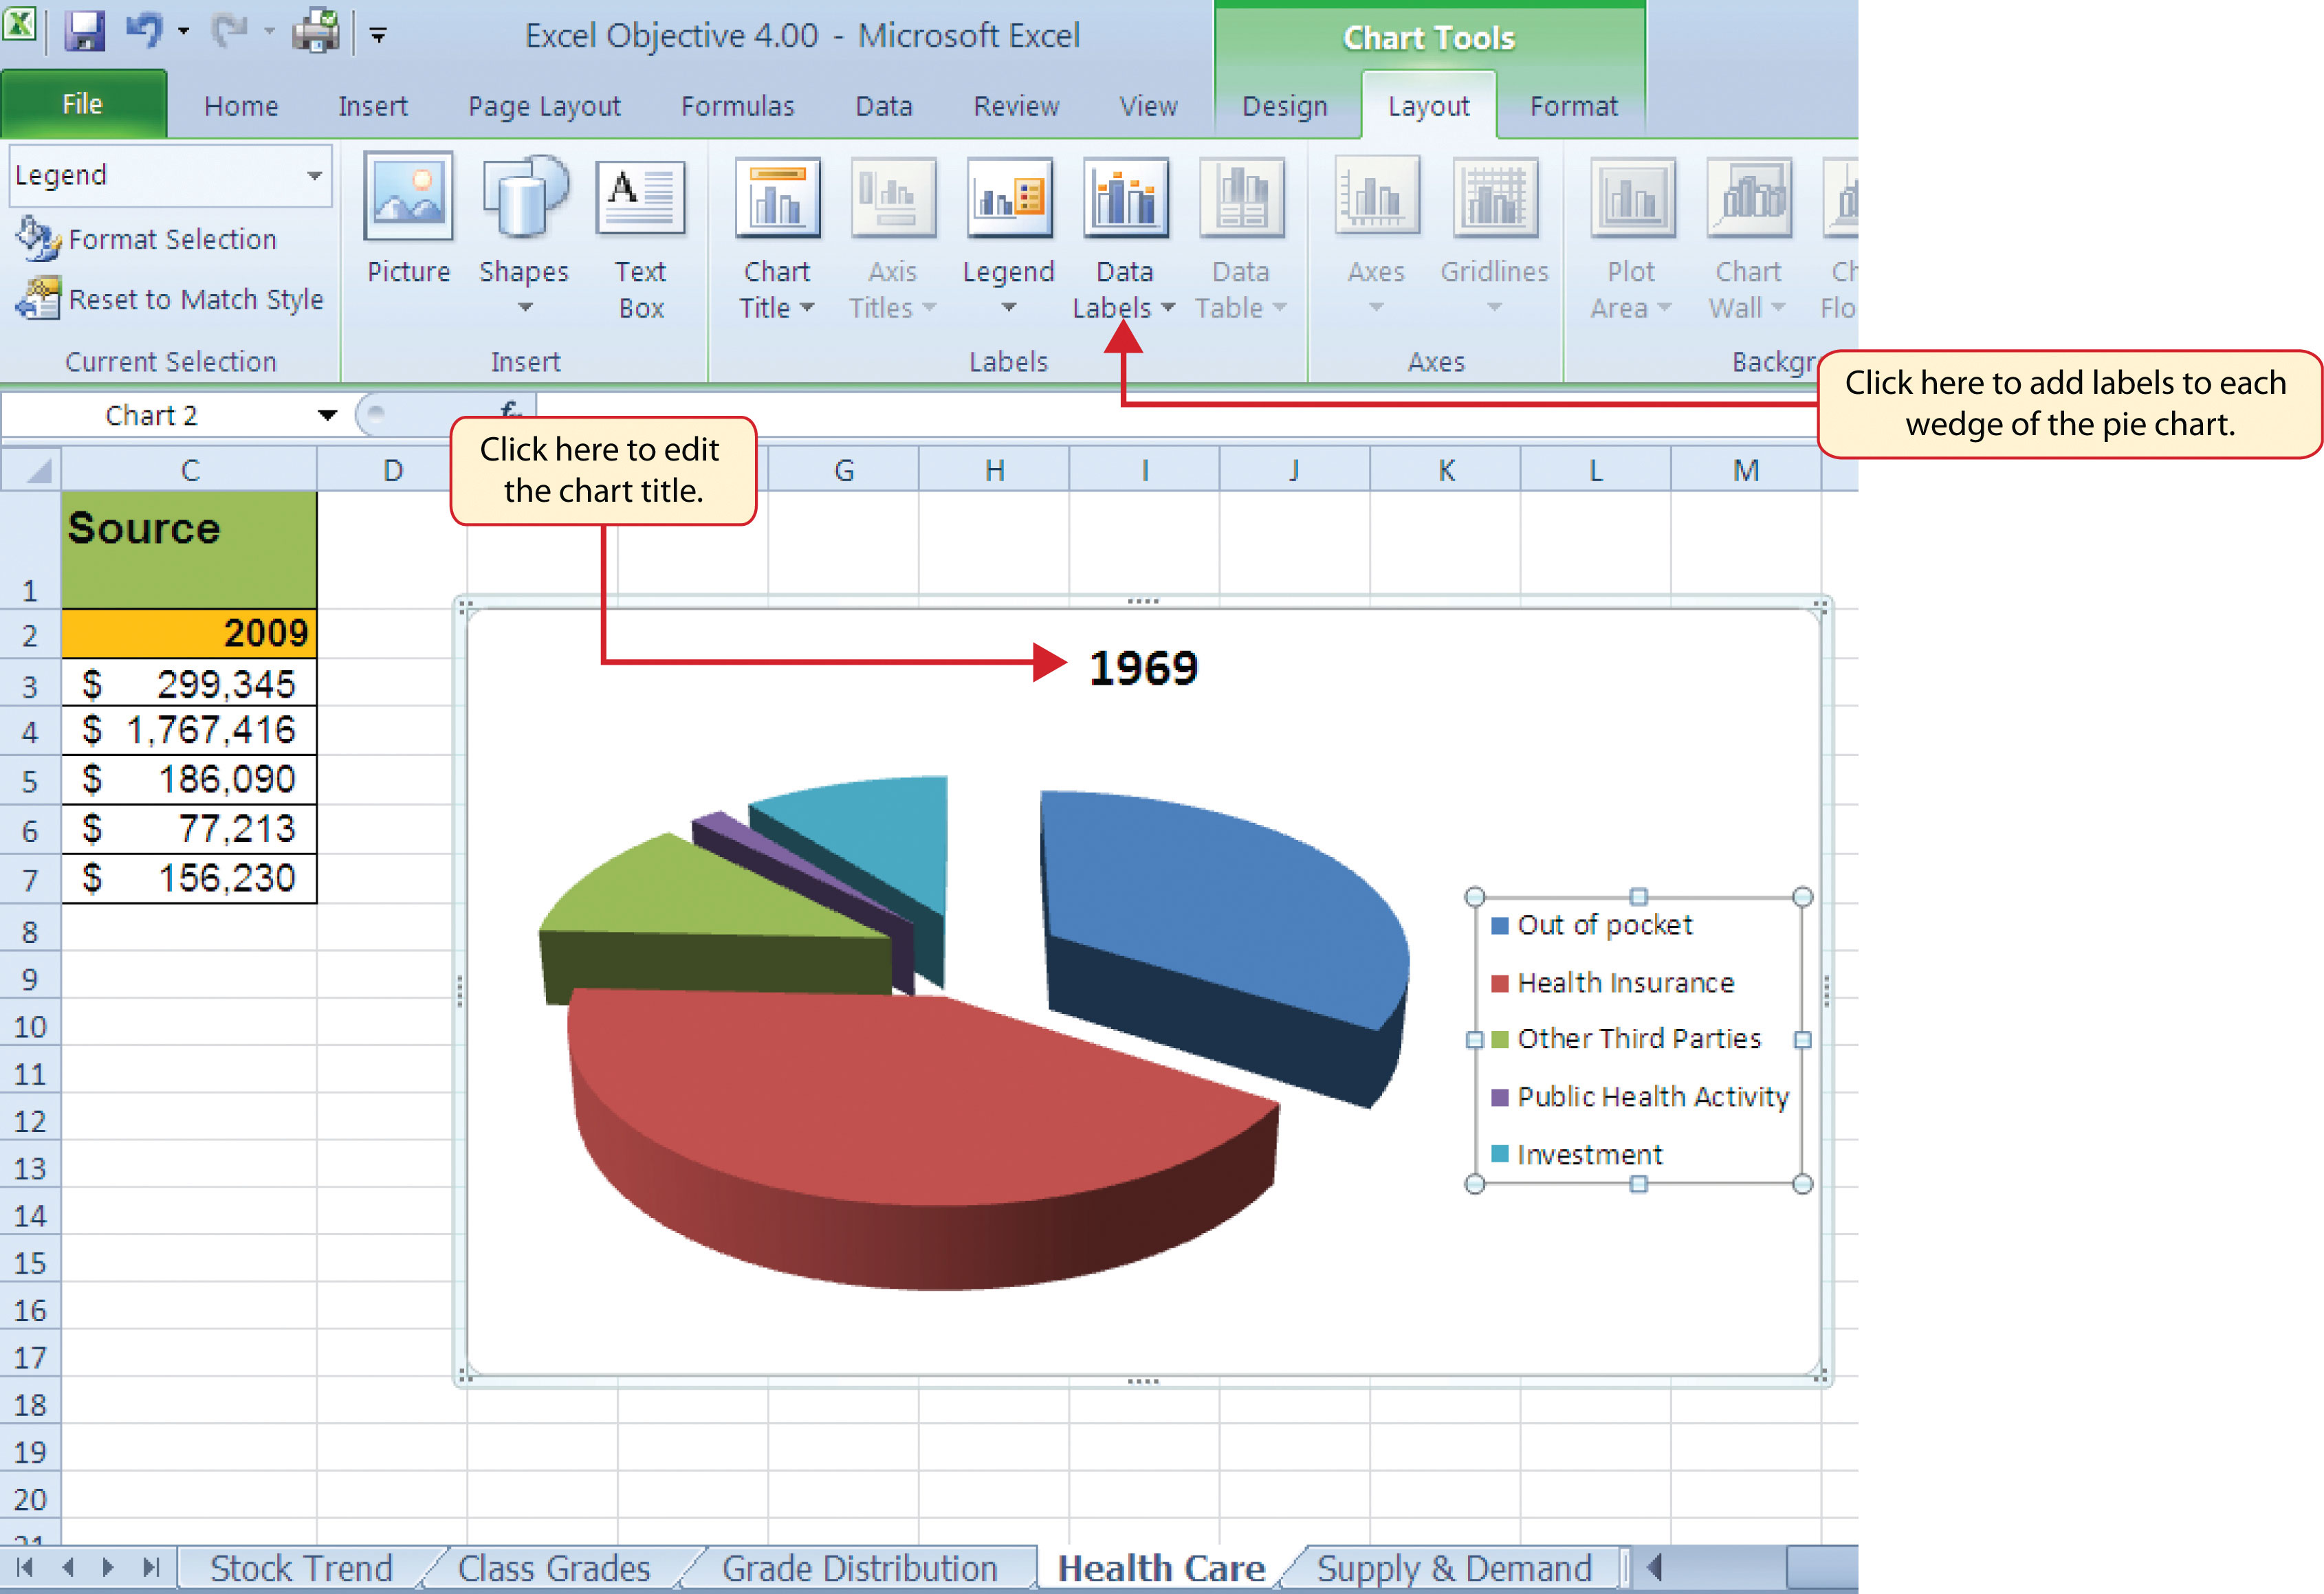 Excel Objective 4.00 - Microsoft Excel
Chart Tools
File Home Insert Page Layout Formulas Data Review View Design Layout Format
Legend
Format Selection
Reset to Match Style
Current Selection
Picture
Shapes
Text
Box
Insert
Chart
Title
Axis
Titles
Legend
Data
Labels
Data
Table
Labels
Axes
Gridlines
Axes
Plot
Area
Chart
Wall
Ch
Flo
Backgr
Click here to add labels to each
wedge of the pie chart.
Chart 2
Click here to edit
the chart title.
C D G H I J K L M
Source
1
2 2009
3 $ 299,345
4 $ 1,767,416
5 $ 186,090
6 $ 77,213
7 $ 156,230
8
9
10
11
12
13
14
15
16
17
18
19
20
21
1969
Out of pocket
Health Insurance
Other Third Parties
Public Health Activity
Investment
Stock Trend Class Grades Grade Distribution Health Care Supply & Demand